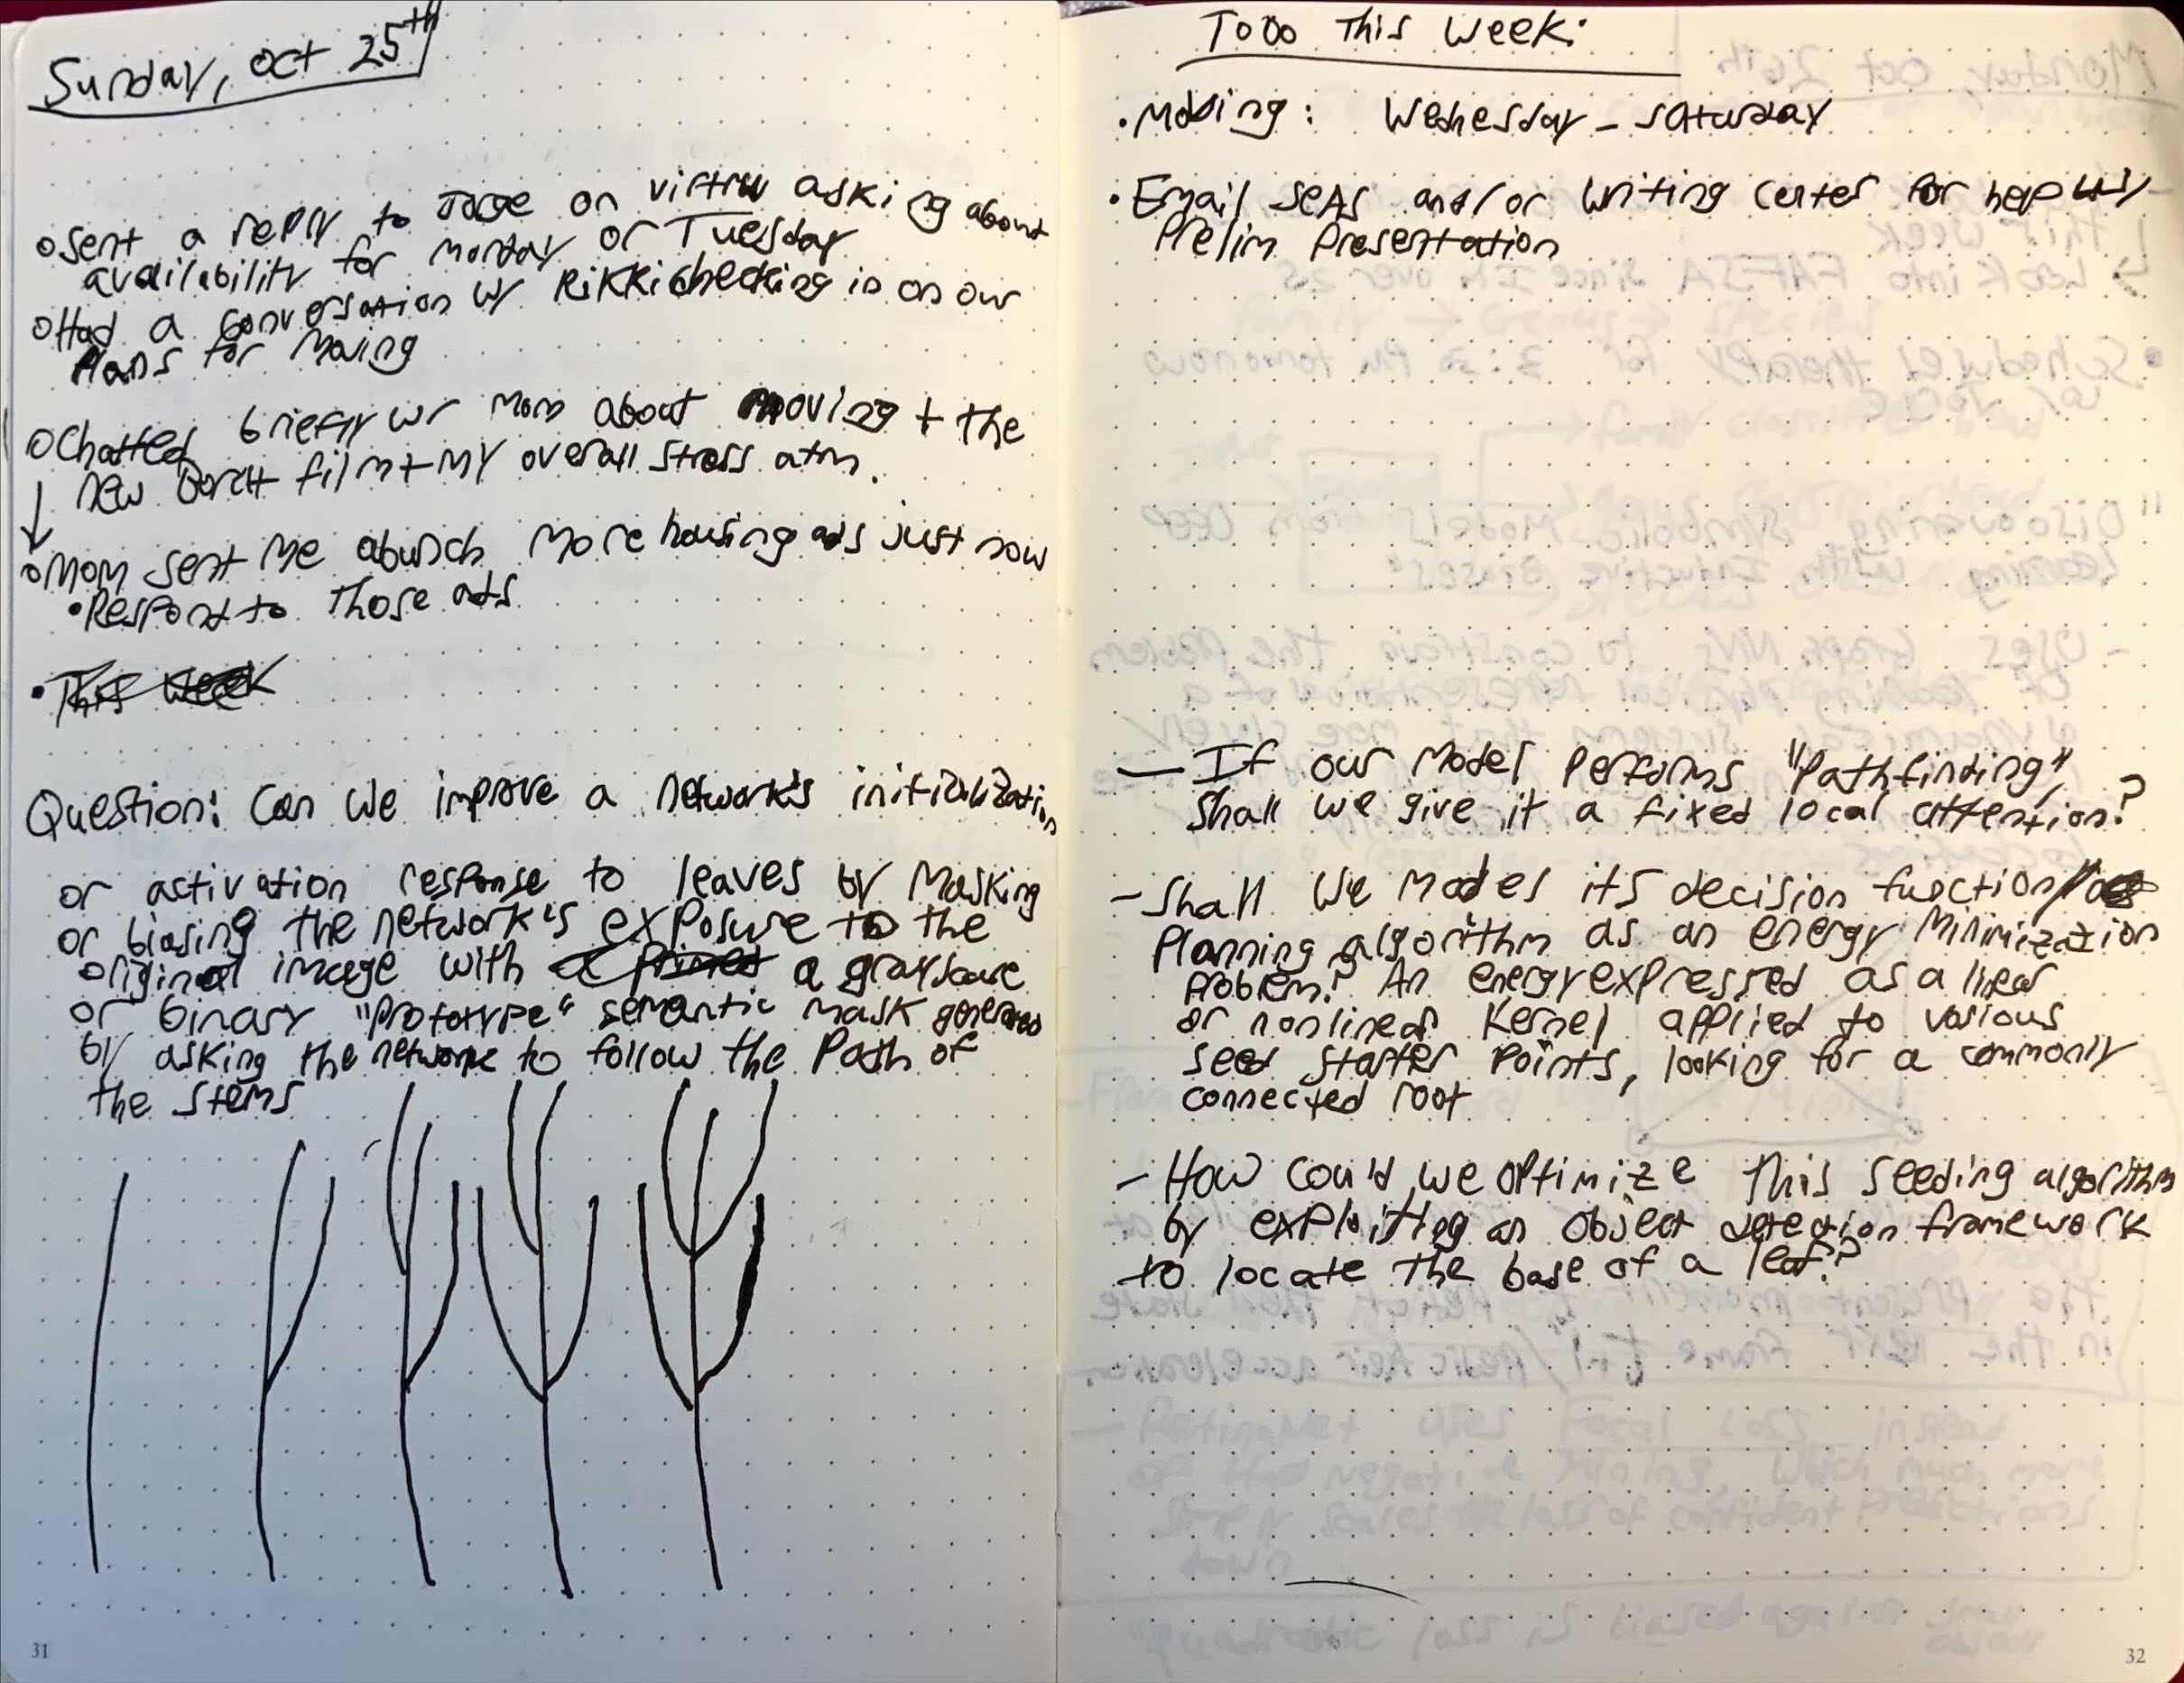 Sunday, Oct 25th
o Sent a reply to on virtru asking about
availability for Monday or Tuesday
o Had a conversation w/ Rikki checking in on our
plans for moving
o Chatted briefly w/ Mom about moving + the
new film + my overall stress atm.
↓
o Mom sent me a bunch more housing ads just now
• Respond to those ads
• This week
Question: Can we improve a network's initialization
or activation response to leaves by masking
or biasing the network's exposure to the
original image with a a grayscale
or binary "prototype" semantic mask generated
by asking the network to follow the path of
the stems
31
Todo This Week:
• Moving: Wednesday - Saturday
• Email SEAS and/or writing center for help w/
Prelim Presentation
— If our model performs "Pathfinding",
shall we give it a fixed local attention?
- Shall we model its decision function/
planning algorithm as an energy minimization
problem? An energy expressed as a linear
or nonlinear kernel applied to various
seed starter points, looking for a commonly
connected root
- How could we optimize this seeding algorithm
by exploiting an object detection framework
to locate the base of a leaf?
32